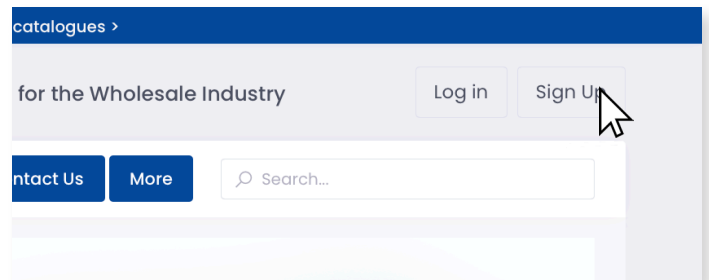 catalogues >
for the Wholesale Industry
Log in
Sign Up
ntact Us
More
Search...